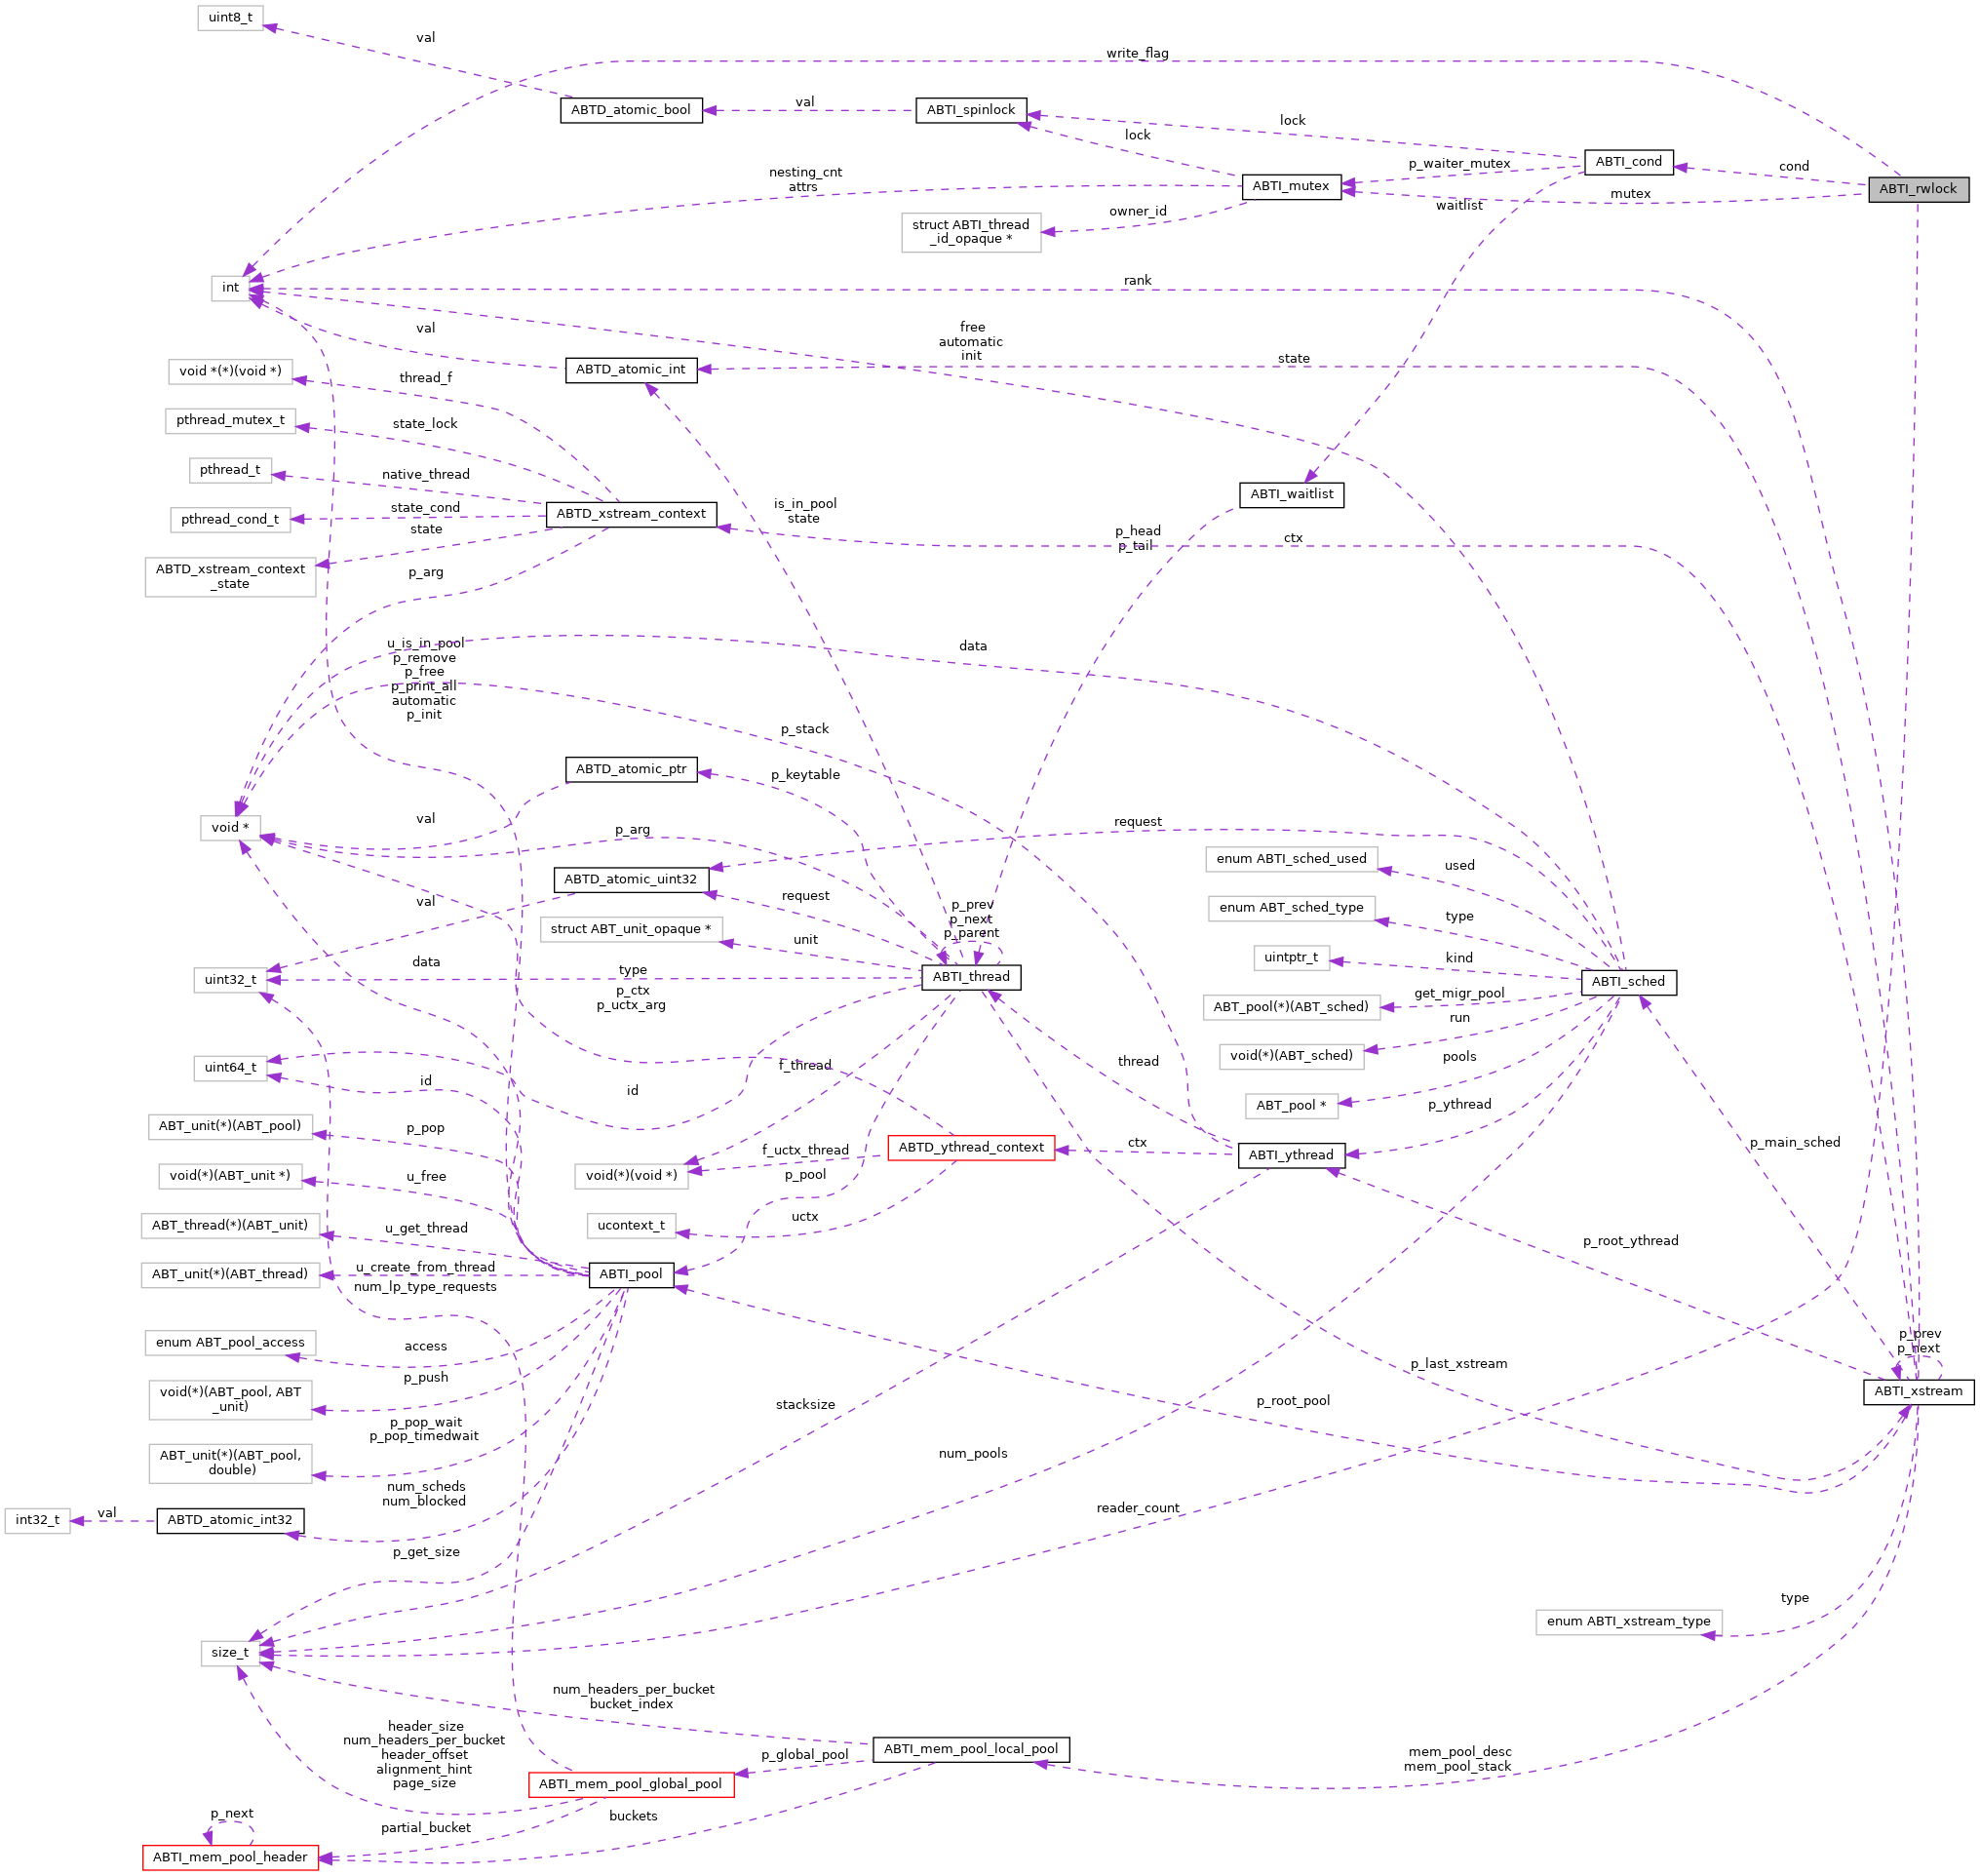 uint8_t
val
write_flag
ABTD_atomic_bool
val
ABTI_spinlock
lock
lock
ABTI_cond
p_waiter_mutex
cond
ABTI_rwlock
nesting_cnt
attrs
ABTI_mutex
mutex
waitlist
owner_id
struct ABTI_thread
_id_opaque *
int
rank
val
free
automatic
init
state
void *(*)(void *)
thread_f
ABTD_atomic_int
pthread_mutex_t
state_lock
pthread_t
native_thread
ABTI_waitlist
pthread_cond_t
state_cond
ABTD_xstream_context
is_in_pool
state
state
p_head
p_tail
ctx
ABTD_xstream_context
_state
p_arg
u_is_in_pool
p_remove
p_free
p_print_all
automatic
p_init
data
p_stack
ABTD_atomic_ptr
p_keytable
void *
val
p_arg
request
enum ABTI_sched_used
used
ABTD_atomic_uint32
request
val
p_prev
p_next
p_parent
enum ABT_sched_type
type
struct ABT_unit_opaque *
unit
uint32_t
data
type
ABTI_thread
uintptr_t
kind
ABTI_sched
p_ctx
p_uctx_arg
ABT_pool(*)(ABT_sched)
get_migr_pool
run
void(*)(ABT_sched)
pools
uint64_t
id
id
f_thread
thread
ABT_pool *
p_ythread
ABT_unit(*)(ABT_pool)
p_pop
ABTD_ythread_context
ctx
ABTI_ythread
p_main_sched
void(*)(ABT_unit *)
u_free
void(*)(void *)
f_uctx_thread
p_pool
ABT_thread(*)(ABT_unit)
u_get_thread
ucontext_t
uctx
p_root_ythread
ABT_unit(*)(ABT_thread)
u_create_from_thread
num_lp_type_requests
ABTI_pool
enum ABT_pool_access
access
p_last_xstream
p_prev
p_next
ABTI_xstream
void(*)(ABT_pool, ABT
_unit)
p_push
stacksize
p_root_pool
p_pop_wait
p_pop_timedwait
ABT_unit(*)(ABT_pool,
double)
num_pools
num_scheds
num_blocked
reader_count
int32_t
val
ABTD_atomic_int32
p_get_size
type
enum ABTI_xstream_type
size_t
num_headers_per_bucket
bucket_index
header_size
num_headers_per_bucket
header_offset
alignment_hint
page_size
p_global_pool
ABTI_mem_pool_local_pool
mem_pool_desc
mem_pool_stack
ABTI_mem_pool_global_pool
p_next
partial_bucket
buckets
ABTI_mem_pool_header